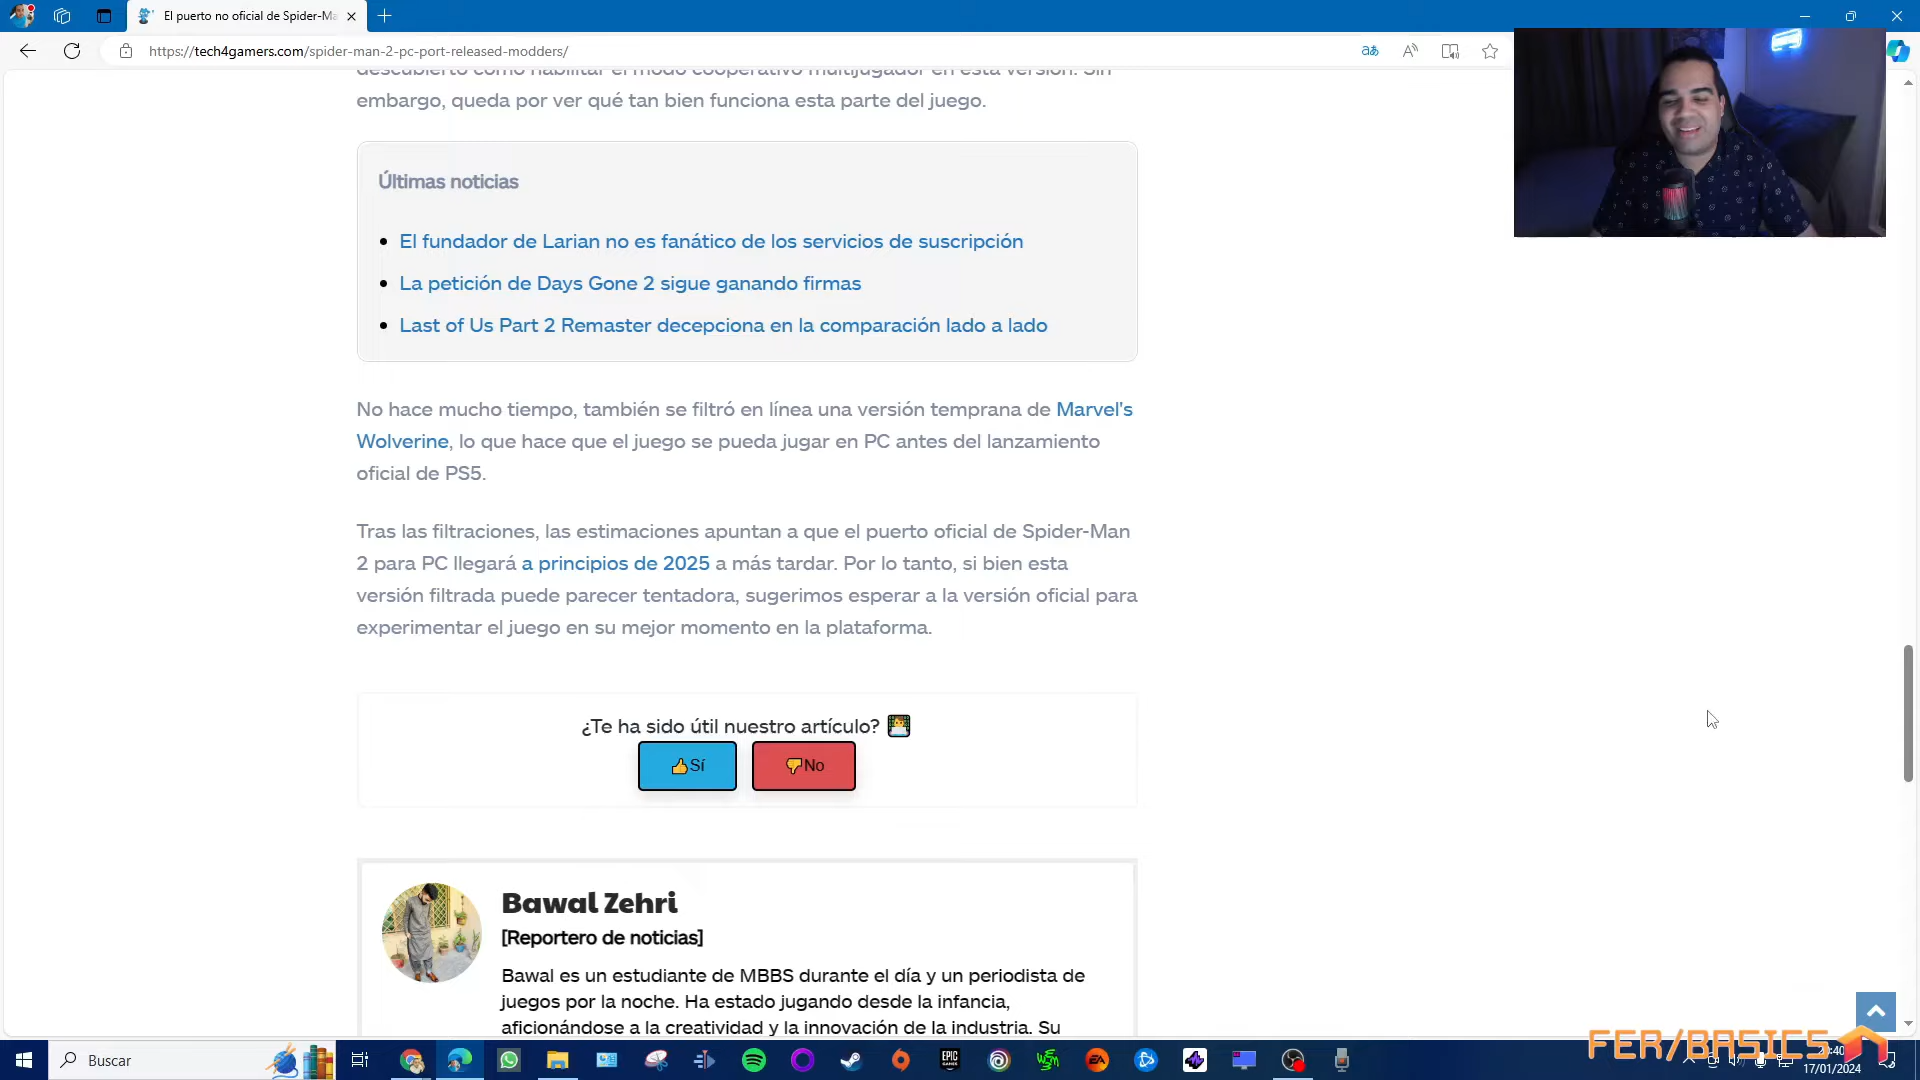 El puerto no oficial de Spider-Ma
https://tech4gamers.com/spider-man-2-pc-port-released-modders/
descubierto cómo habilitar el modo cooperativo multijugador en esta versión. Sin
embargo, queda por ver qué tan bien funciona esta parte del juego.
Últimas noticias
El fundador de Larian no es fanático de los servicios de suscripción
La petición de Days Gone 2 sigue ganando firmas
Last of Us Part 2 Remaster decepciona en la comparación lado a lado
No hace mucho tiempo, también se filtró en línea una versión temprana de Marvel's
Wolverine, lo que hace que el juego se pueda jugar en PC antes del lanzamiento
oficial de PS5.
Tras las filtraciones, las estimaciones apuntan a que el puerto oficial de Spider-Man
2 para PC llegará a principios de 2025 a más tardar. Por lo tanto, si bien esta
versión filtrada puede parecer tentadora, sugerimos esperar a la versión oficial para
experimentar el juego en su mejor momento en la plataforma.
¿Te ha sido útil nuestro artículo?
Sí
No
Bawal Zehri
[Reportero de noticias]
Bawal es un estudiante de MBBS durante el día y un periodista de
juegos por la noche. Ha estado jugando desde la infancia,
aficionándose a la creatividad y la innovación de la industria. Su
Buscar
EPIC
GAMES
EA
FER/BASICS
17/01/2024